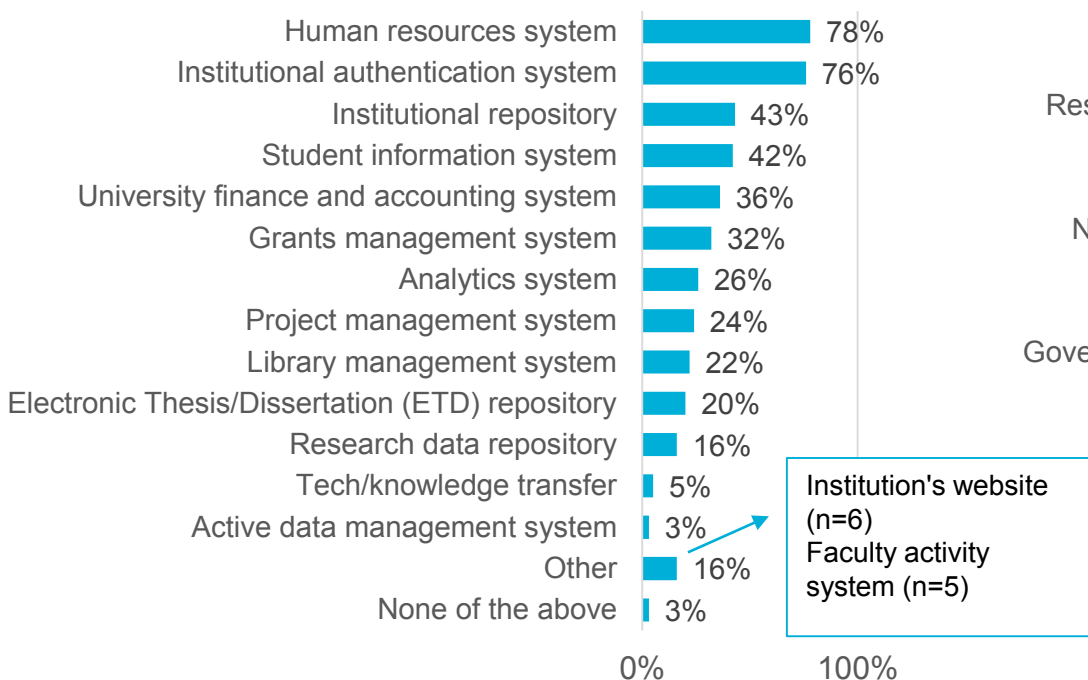 Human resources system 78%
Institutional authentication system 76%
Institutional repository 43%
Student information system 42%
University finance and accounting system 36%
Grants management system 32%
Analytics system 26%
Project management system 24%
Library management system 22%
Electronic Thesis/Dissertation (ETD) repository 20%
Research data repository 16%
Tech/knowledge transfer 5%
Active data management system 3%
Other 16%
None of the above 3%
0% 100%
Institution's website
(n=6)
Faculty activity
system (n=5)